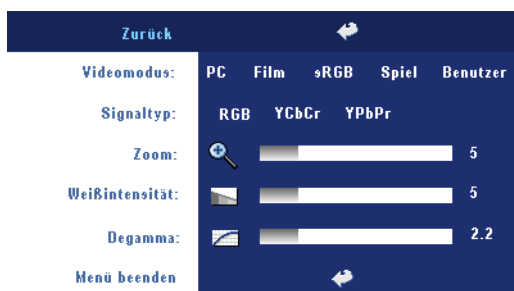 Zurück
Videomodus: PC Film sRGB Spiel Benutzer
Signaltyp: RGB YCbCr YPbPr
Zoom: 5
Weißintensität: 5
Degamma: 2.2
Menü beenden